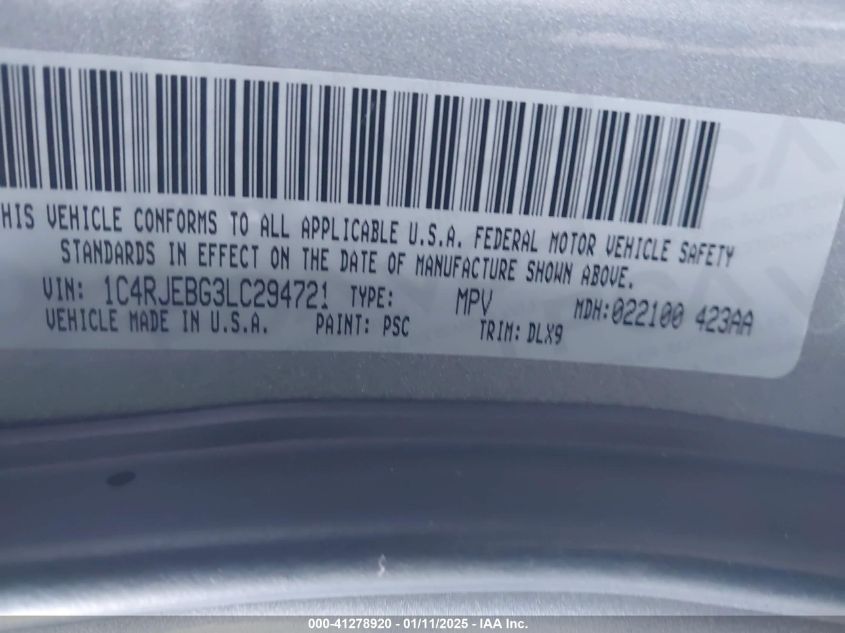 THIS VEHICLE CONFORMS TO ALL APPLICABLE U.S.A. FEDERAL MOTOR VEHICLE SAFETY
STANDARDS IN EFFECT ON THE DATE OF MANUFACTURE SHOWN ABOVE.
VIN: 1C4RJEBG3LC294721 TYPE: MPV MDH:022100 423AA
VEHICLE MADE IN U.S.A. PAINT: PSC TRIM: DLX9
000-41278920 - 01/11/2025 - IAA Inc.